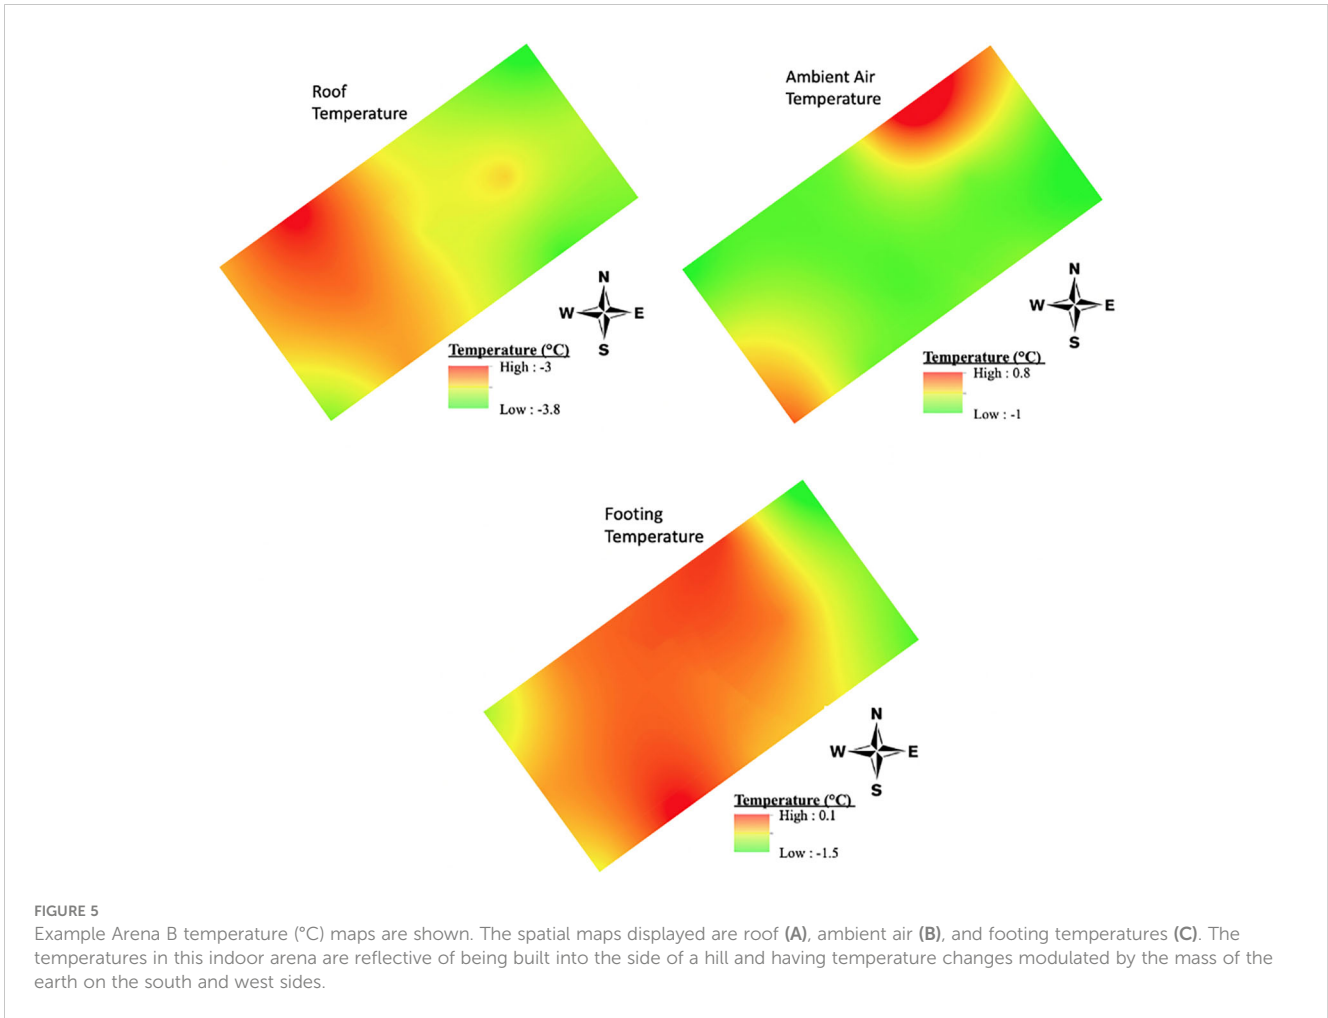 Roof
Temperature
Ambient Air
Temperature
N
W E
S
Temperature (°C)
High : -3
Low : -3.8
N
W E
S
Temperature (°C)
High : 0.8
Low : -1
Footing
Temperature
N
W E
S
Temperature (°C)
High : 0.1
Low : -1.5
FIGURE 5
Example Arena B temperature (°C) maps are shown. The spatial maps displayed are roof (A), ambient air (B), and footing temperatures (C). The
temperatures in this indoor arena are reflective of being built into the side of a hill and having temperature changes modulated by the mass of the
earth on the south and west sides.